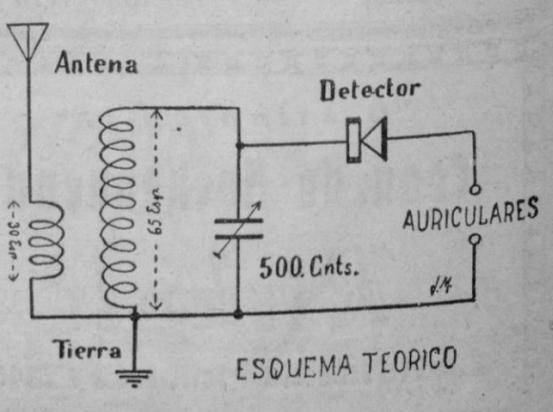 Antena
Detector
←-30 Esp-→
←--65 Esp--→
AURICULARES
500. Cnts.
J.M
Tierra
ESQUEMA TEORICO